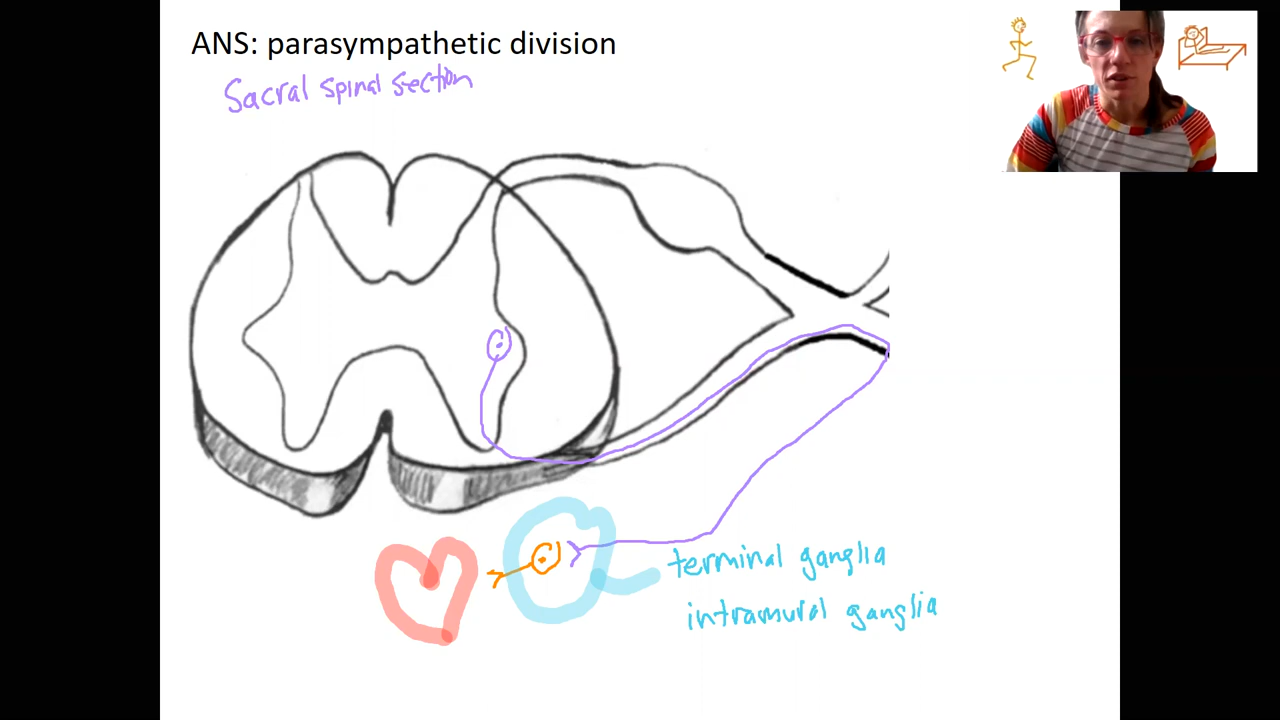 ANS: parasympathetic division
Sacral spinal section
terminal ganglia
intramural ganglia